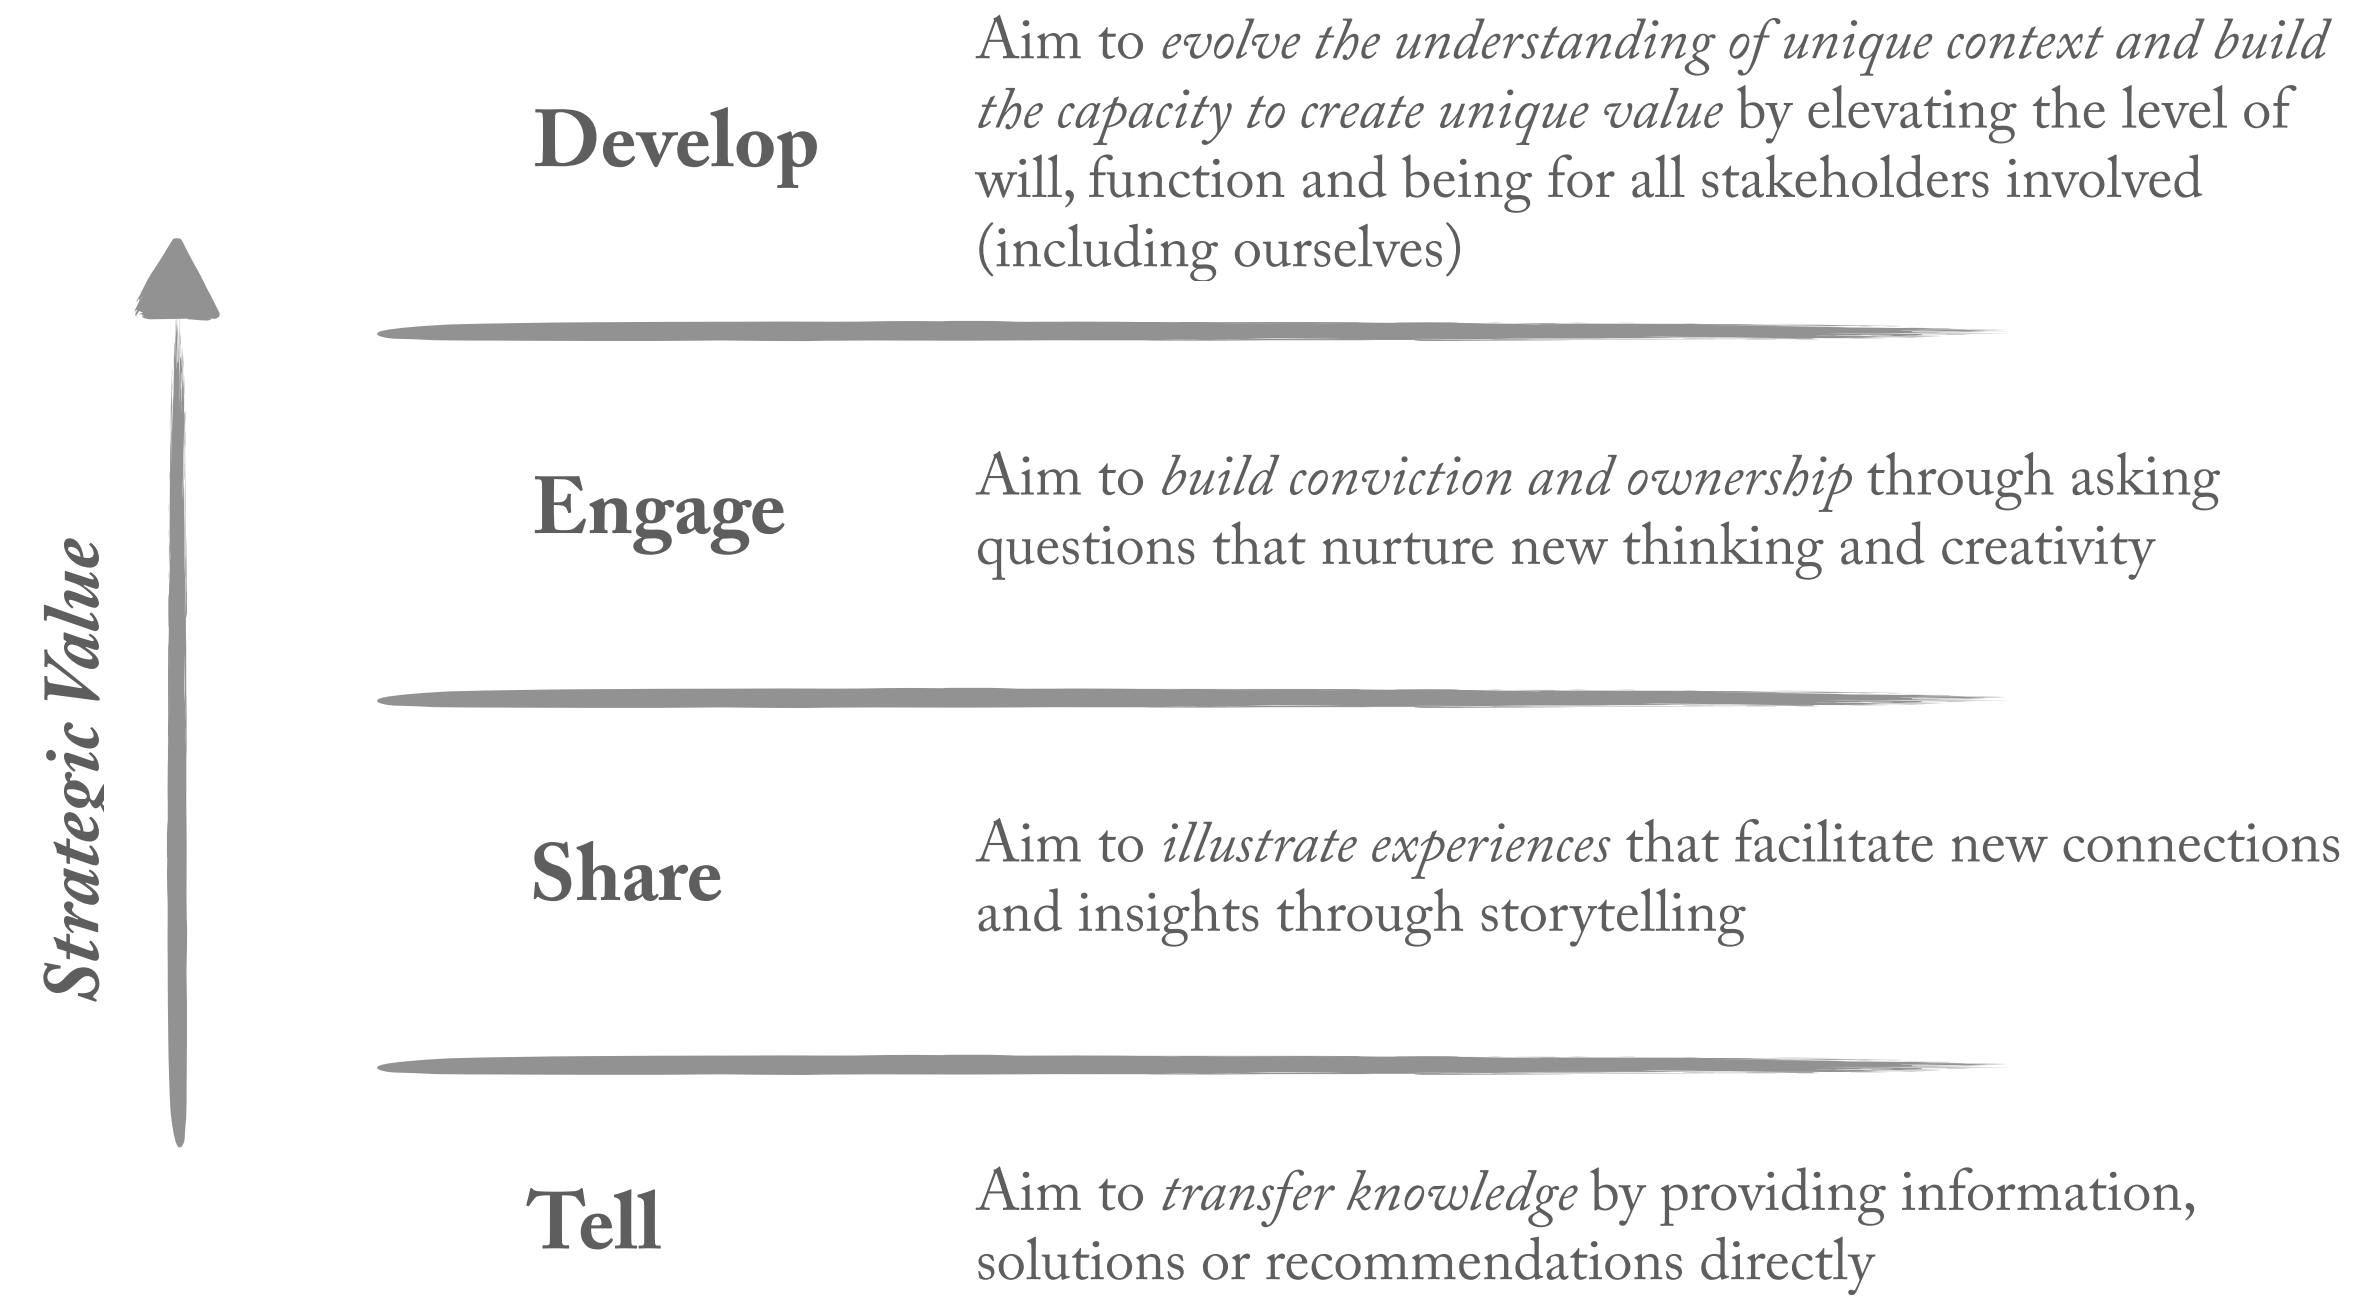 Strategic Value
Develop
Aim to evolve the understanding of unique context and build
the capacity to create unique value by elevating the level of
will, function and being for all stakeholders involved
(including ourselves)
Engage
Aim to build conviction and ownership through asking
questions that nurture new thinking and creativity
Share
Aim to illustrate experiences that facilitate new connections
and insights through storytelling
Tell
Aim to transfer knowledge by providing information,
solutions or recommendations directly